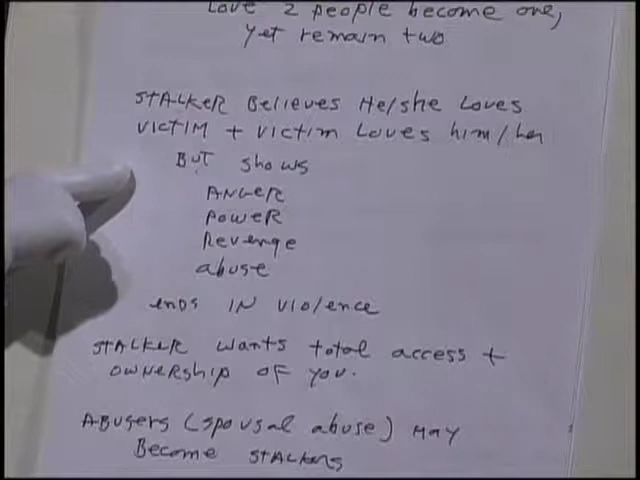 Love 2 people become one,
yet remain two
STALKER Believes He/she Loves
VICTIM + VICTIM Loves him/her
BUT shows
ANGER
POWER
Revenge
abuse
ends IN violence
STALKER wants total access +
OWNERSHIP OF YOU.
ABUSERS (spousal abuse) MAY
Become STALKERS